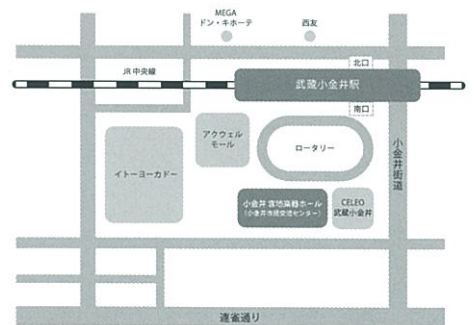 MEGA
ドン・キホーテ
西友
北口
JR 中央線
武蔵小金井駅
南口
アクウェル
モール
ロータリー
イトーヨーカドー
小金井街道
小金井 宮地楽器ホール
(小金井市民交流センター)
CELEO
武蔵小金井
連雀通り